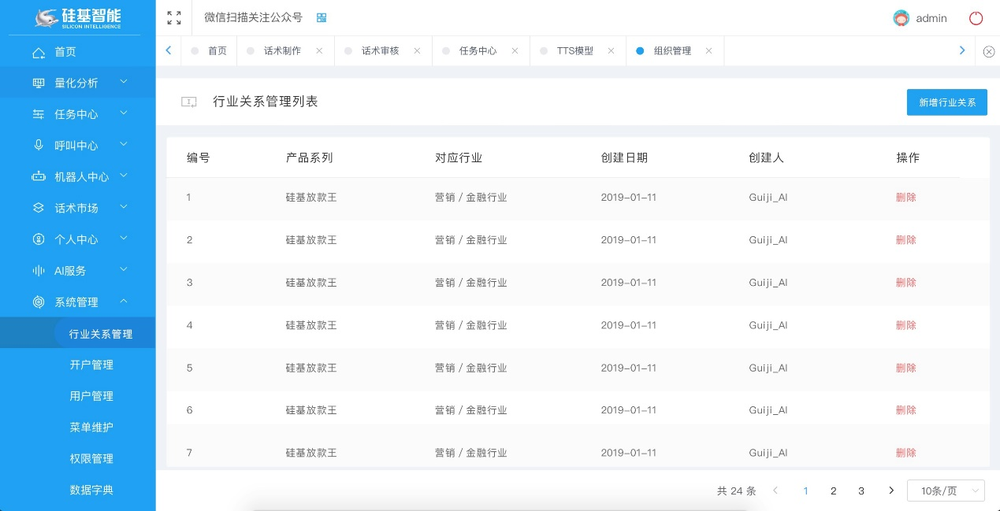 硅基智能
SILICON INTELLIGENCE
微信扫描关注公众号
admin
首页
话术制作
话术审核
任务中心
TTS模型
组织管理
首页
量化分析
任务中心
呼叫中心
机器人中心
话术市场
个人中心
AI服务
系统管理
行业关系管理
开户管理
用户管理
菜单维护
权限管理
数据字典
行业关系管理列表
新增行业关系
编号 产品系列 对应行业 创建日期 创建人 操作
1 硅基放款王 营销 / 金融行业 2019-01-11 Guiji_AI 删除
2 硅基放款王 营销 / 金融行业 2019-01-11 Guiji_AI 删除
3 硅基放款王 营销 / 金融行业 2019-01-11 Guiji_AI 删除
4 硅基放款王 营销 / 金融行业 2019-01-11 Guiji_AI 删除
5 硅基放款王 营销 / 金融行业 2019-01-11 Guiji_AI 删除
6 硅基放款王 营销 / 金融行业 2019-01-11 Guiji_AI 删除
7 硅基放款王 营销 / 金融行业 2019-01-11 Guiji_AI 删除
共 24 条 1 2 3 10条/页